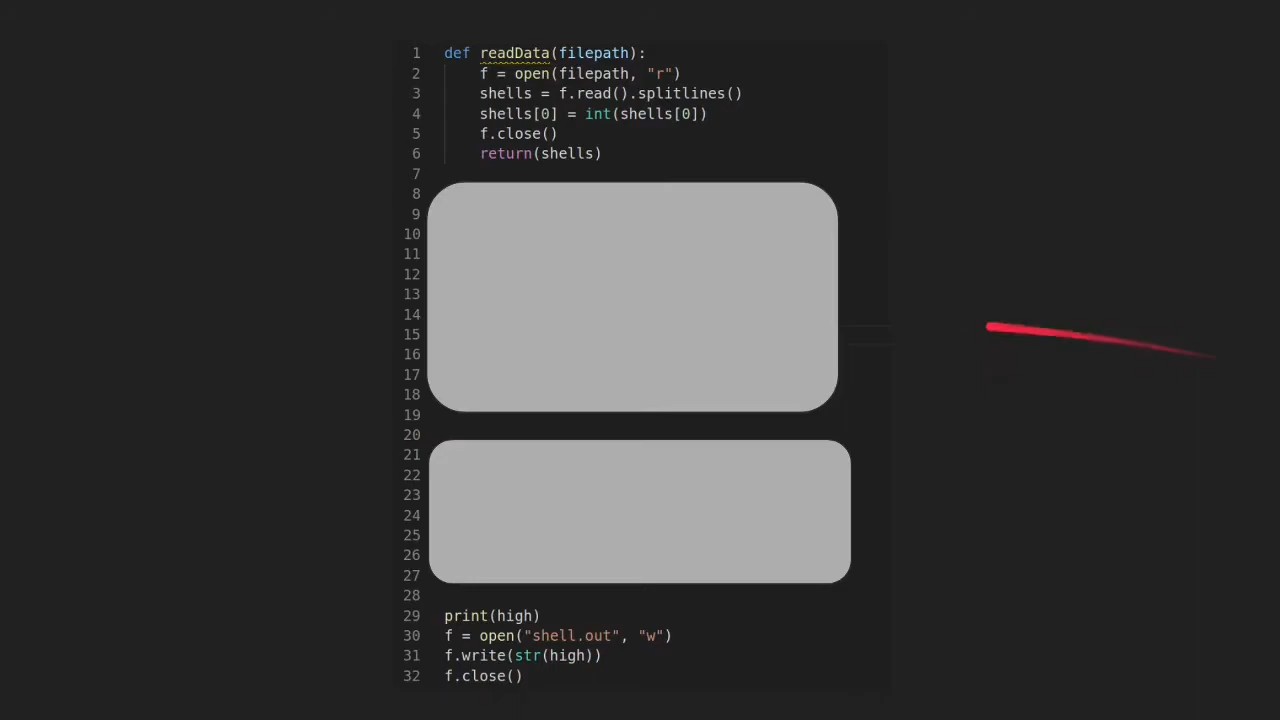 1 def readData(filepath):
2 f = open(filepath, "r")
3 shells = f.read().splitlines()
4 shells[0] = int(shells[0])
5 f.close()
6 return(shells)
7
8
9
10
11
12
13
14
15
16
17
18
19
20
21
22
23
24
25
26
27
28
29 print(high)
30 f = open("shell.out", "w")
31 f.write(str(high))
32 f.close()